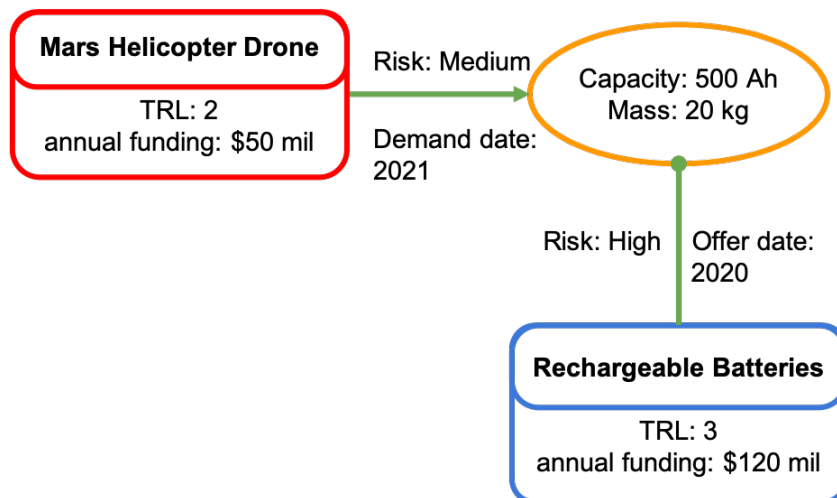 Mars Helicopter Drone
TRL: 2
annual funding: $50 mil
Risk: Medium
Demand date:
2021
Capacity: 500 Ah
Mass: 20 kg
Risk: High
Offer date:
2020
Rechargeable Batteries
TRL: 3
annual funding: $120 mil